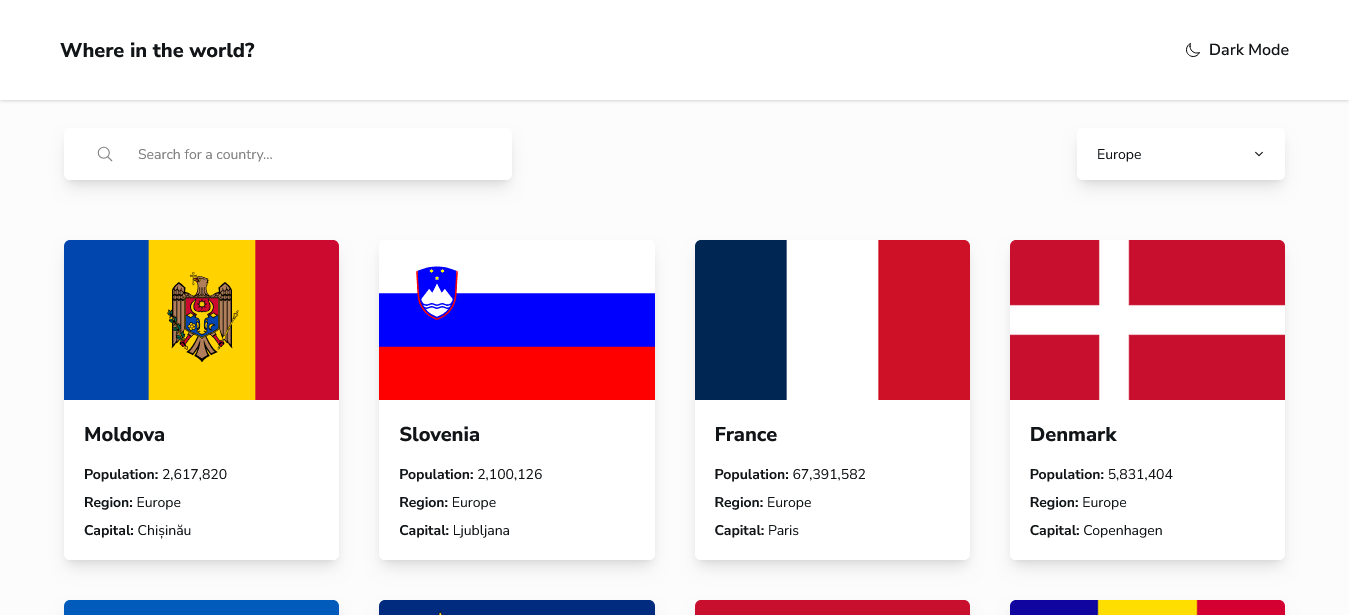 Where in the world?
Dark Mode
Search for a country...
Europe
Moldova
Population: 2,617,820
Region: Europe
Capital: Chișinău
Slovenia
Population: 2,100,126
Region: Europe
Capital: Ljubljana
France
Population: 67,391,582
Region: Europe
Capital: Paris
Denmark
Population: 5,831,404
Region: Europe
Capital: Copenhagen